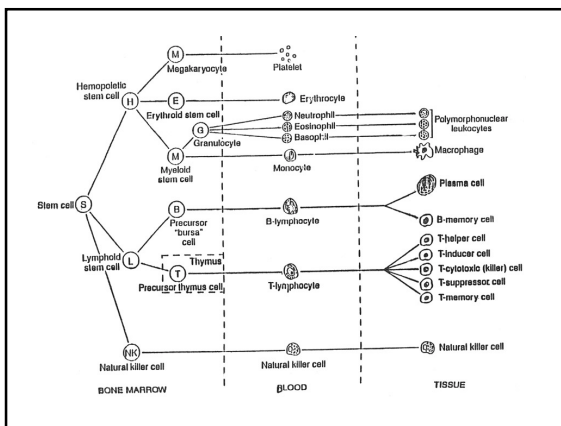 M
Megakaryocyte
Platelet
Hemopoietic
stem cell
H
E
Erythroid stem cell
Erythrocyte
G
Granulocyte
Neutrophil
Eosinophil
Basophil
Polymorphonuclear
leukocytes
M
Myeloid
stem cell
Monocyte
Macrophage
Stem cell
S
B
Precursor
"bursa"
cell
B-lymphocyte
Plasma cell
B-memory cell
Lymphoid
stem cell
L
Thymus
T
Precursor thymus cell
T-lymphocyte
T-helper cell
T-inducer cell
T-cytotoxic (killer) cell
T-suppressor cell
T-memory cell
NK
Natural killer cell
Natural killer cell
Natural killer cell
BONE MARROW
BLOOD
TISSUE